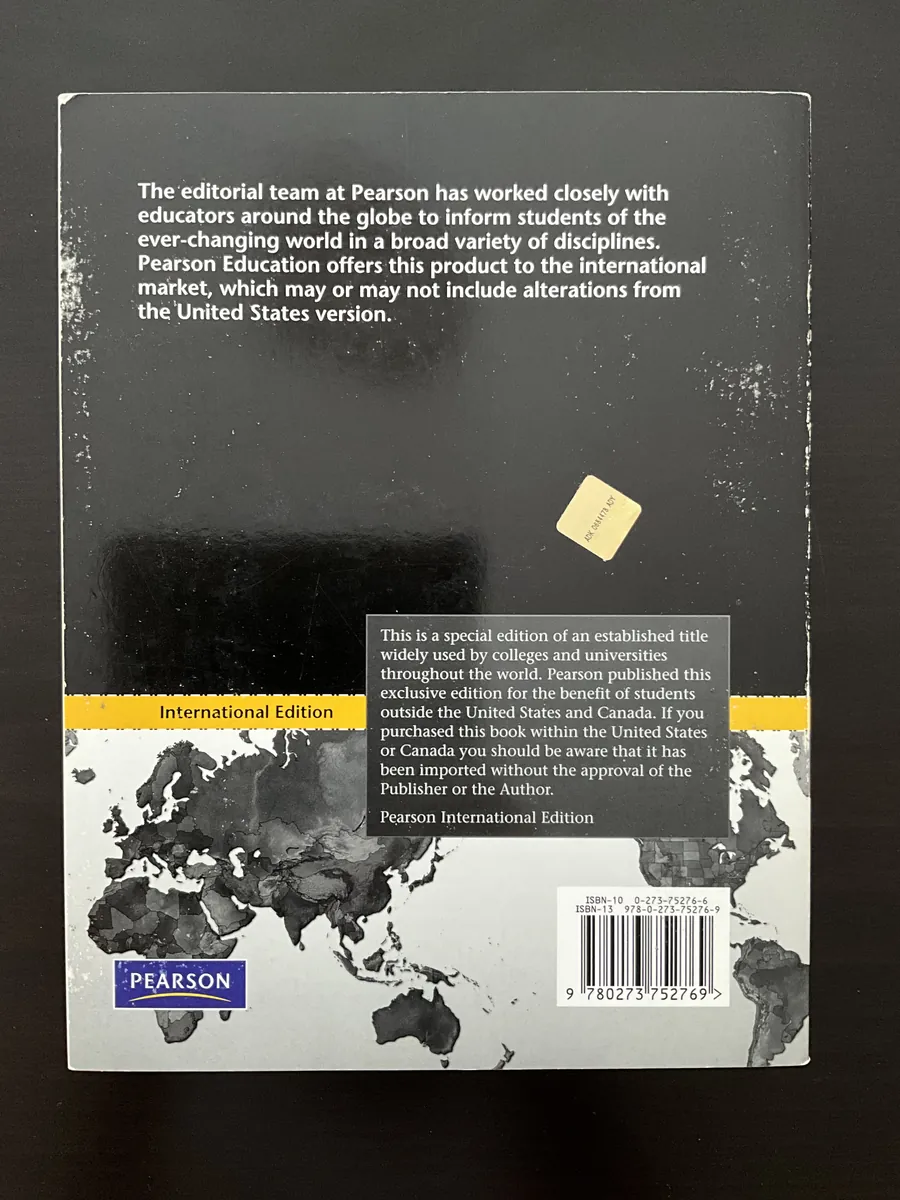 The editorial team at Pearson has worked closely with
educators around the globe to inform students of the
ever-changing world in a broad variety of disciplines.
Pearson Education offers this product to the international
market, which may or may not include alterations from
the United States version.
This is a special edition of an established title
widely used by colleges and universities
throughout the world. Pearson published this
exclusive edition for the benefit of students
outside the United States and Canada. If you
purchased this book within the United States
or Canada you should be aware that it has
been imported without the approval of the
Publisher or the Author.
Pearson International Edition
International Edition
ISBN-10 0-273-75276-6
ISBN-13 978-0-273-75276-9
9 780273 752769 >
PEARSON